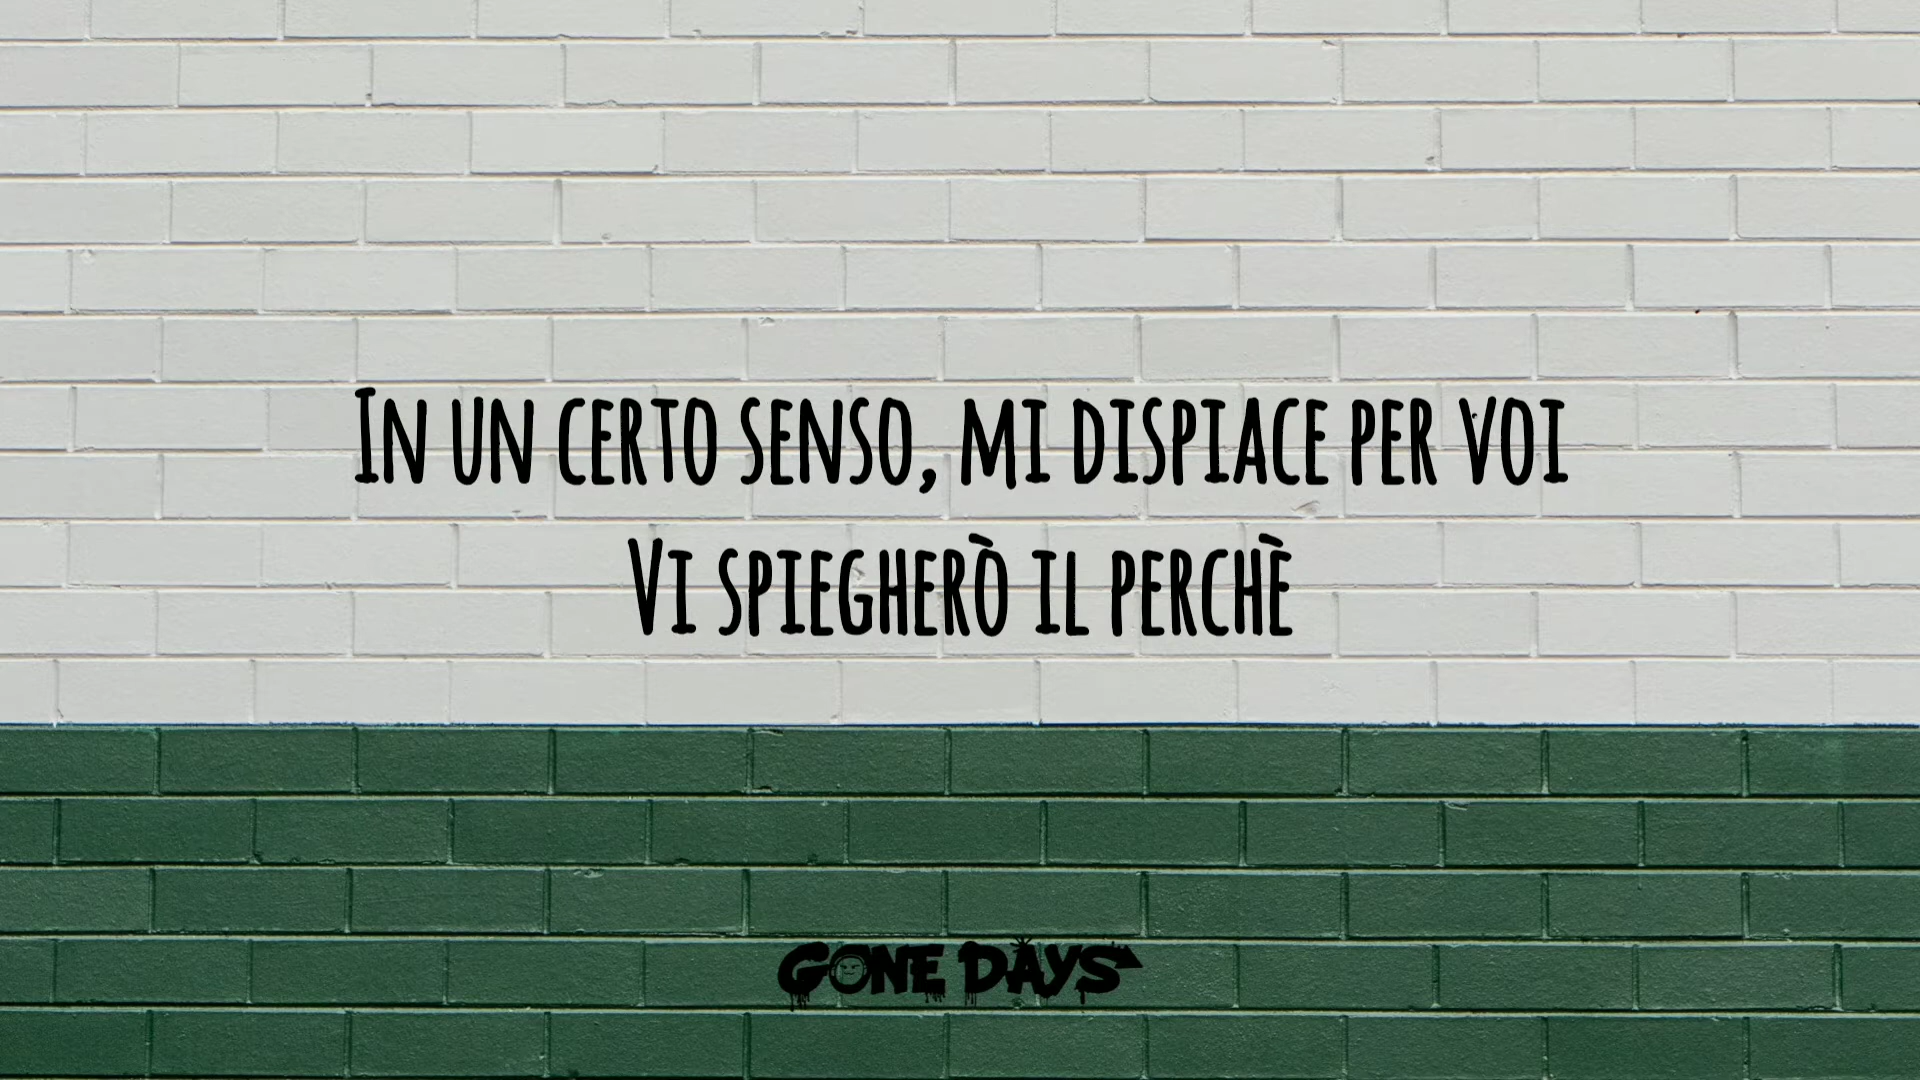 In un certo senso, mi dispiace per voi
Vi spiegherò il perchè
GONE DAYS